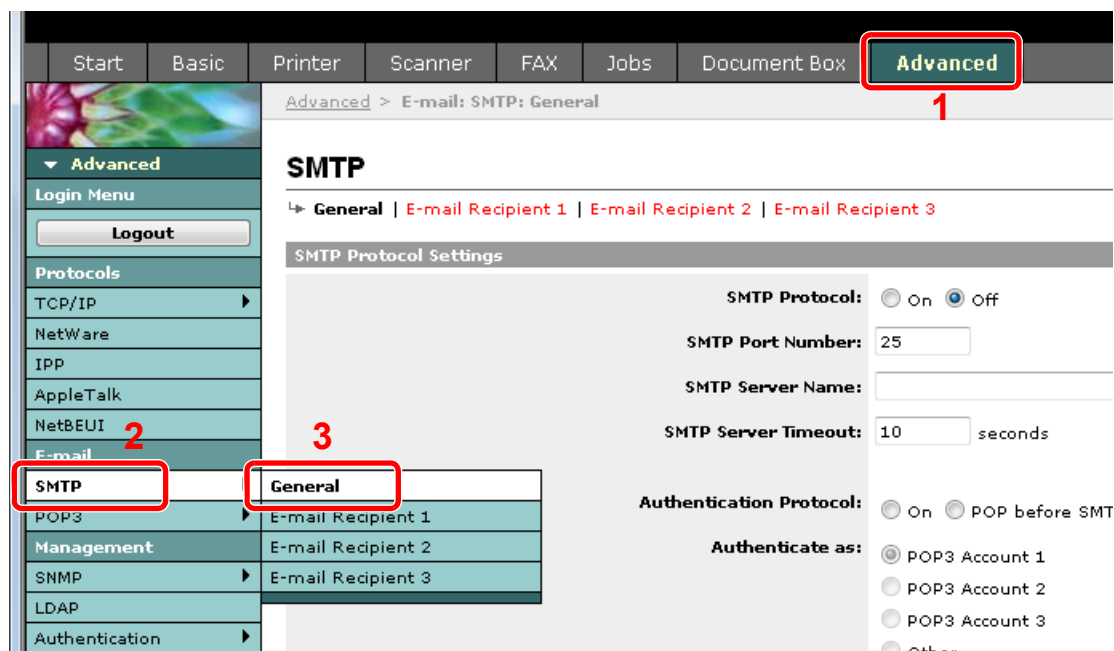 Start Basic Printer Scanner FAX Jobs Document Box Advanced
1
Advanced > E-mail: SMTP: General
Advanced
Login Menu
Logout
Protocols
TCP/IP
NetWare
IPP
AppleTalk
NetBEUI
2
E-mail
SMTP
POP3
Management
SNMP
LDAP
Authentication
3
General
E-mail Recipient 1
E-mail Recipient 2
E-mail Recipient 3
SMTP
General | E-mail Recipient 1 | E-mail Recipient 2 | E-mail Recipient 3
SMTP Protocol Settings
SMTP Protocol: On Off
SMTP Port Number: 25
SMTP Server Name:
SMTP Server Timeout: 10 seconds
Authentication Protocol: On POP before SMT
Authenticate as: POP3 Account 1
POP3 Account 2
POP3 Account 3
Other